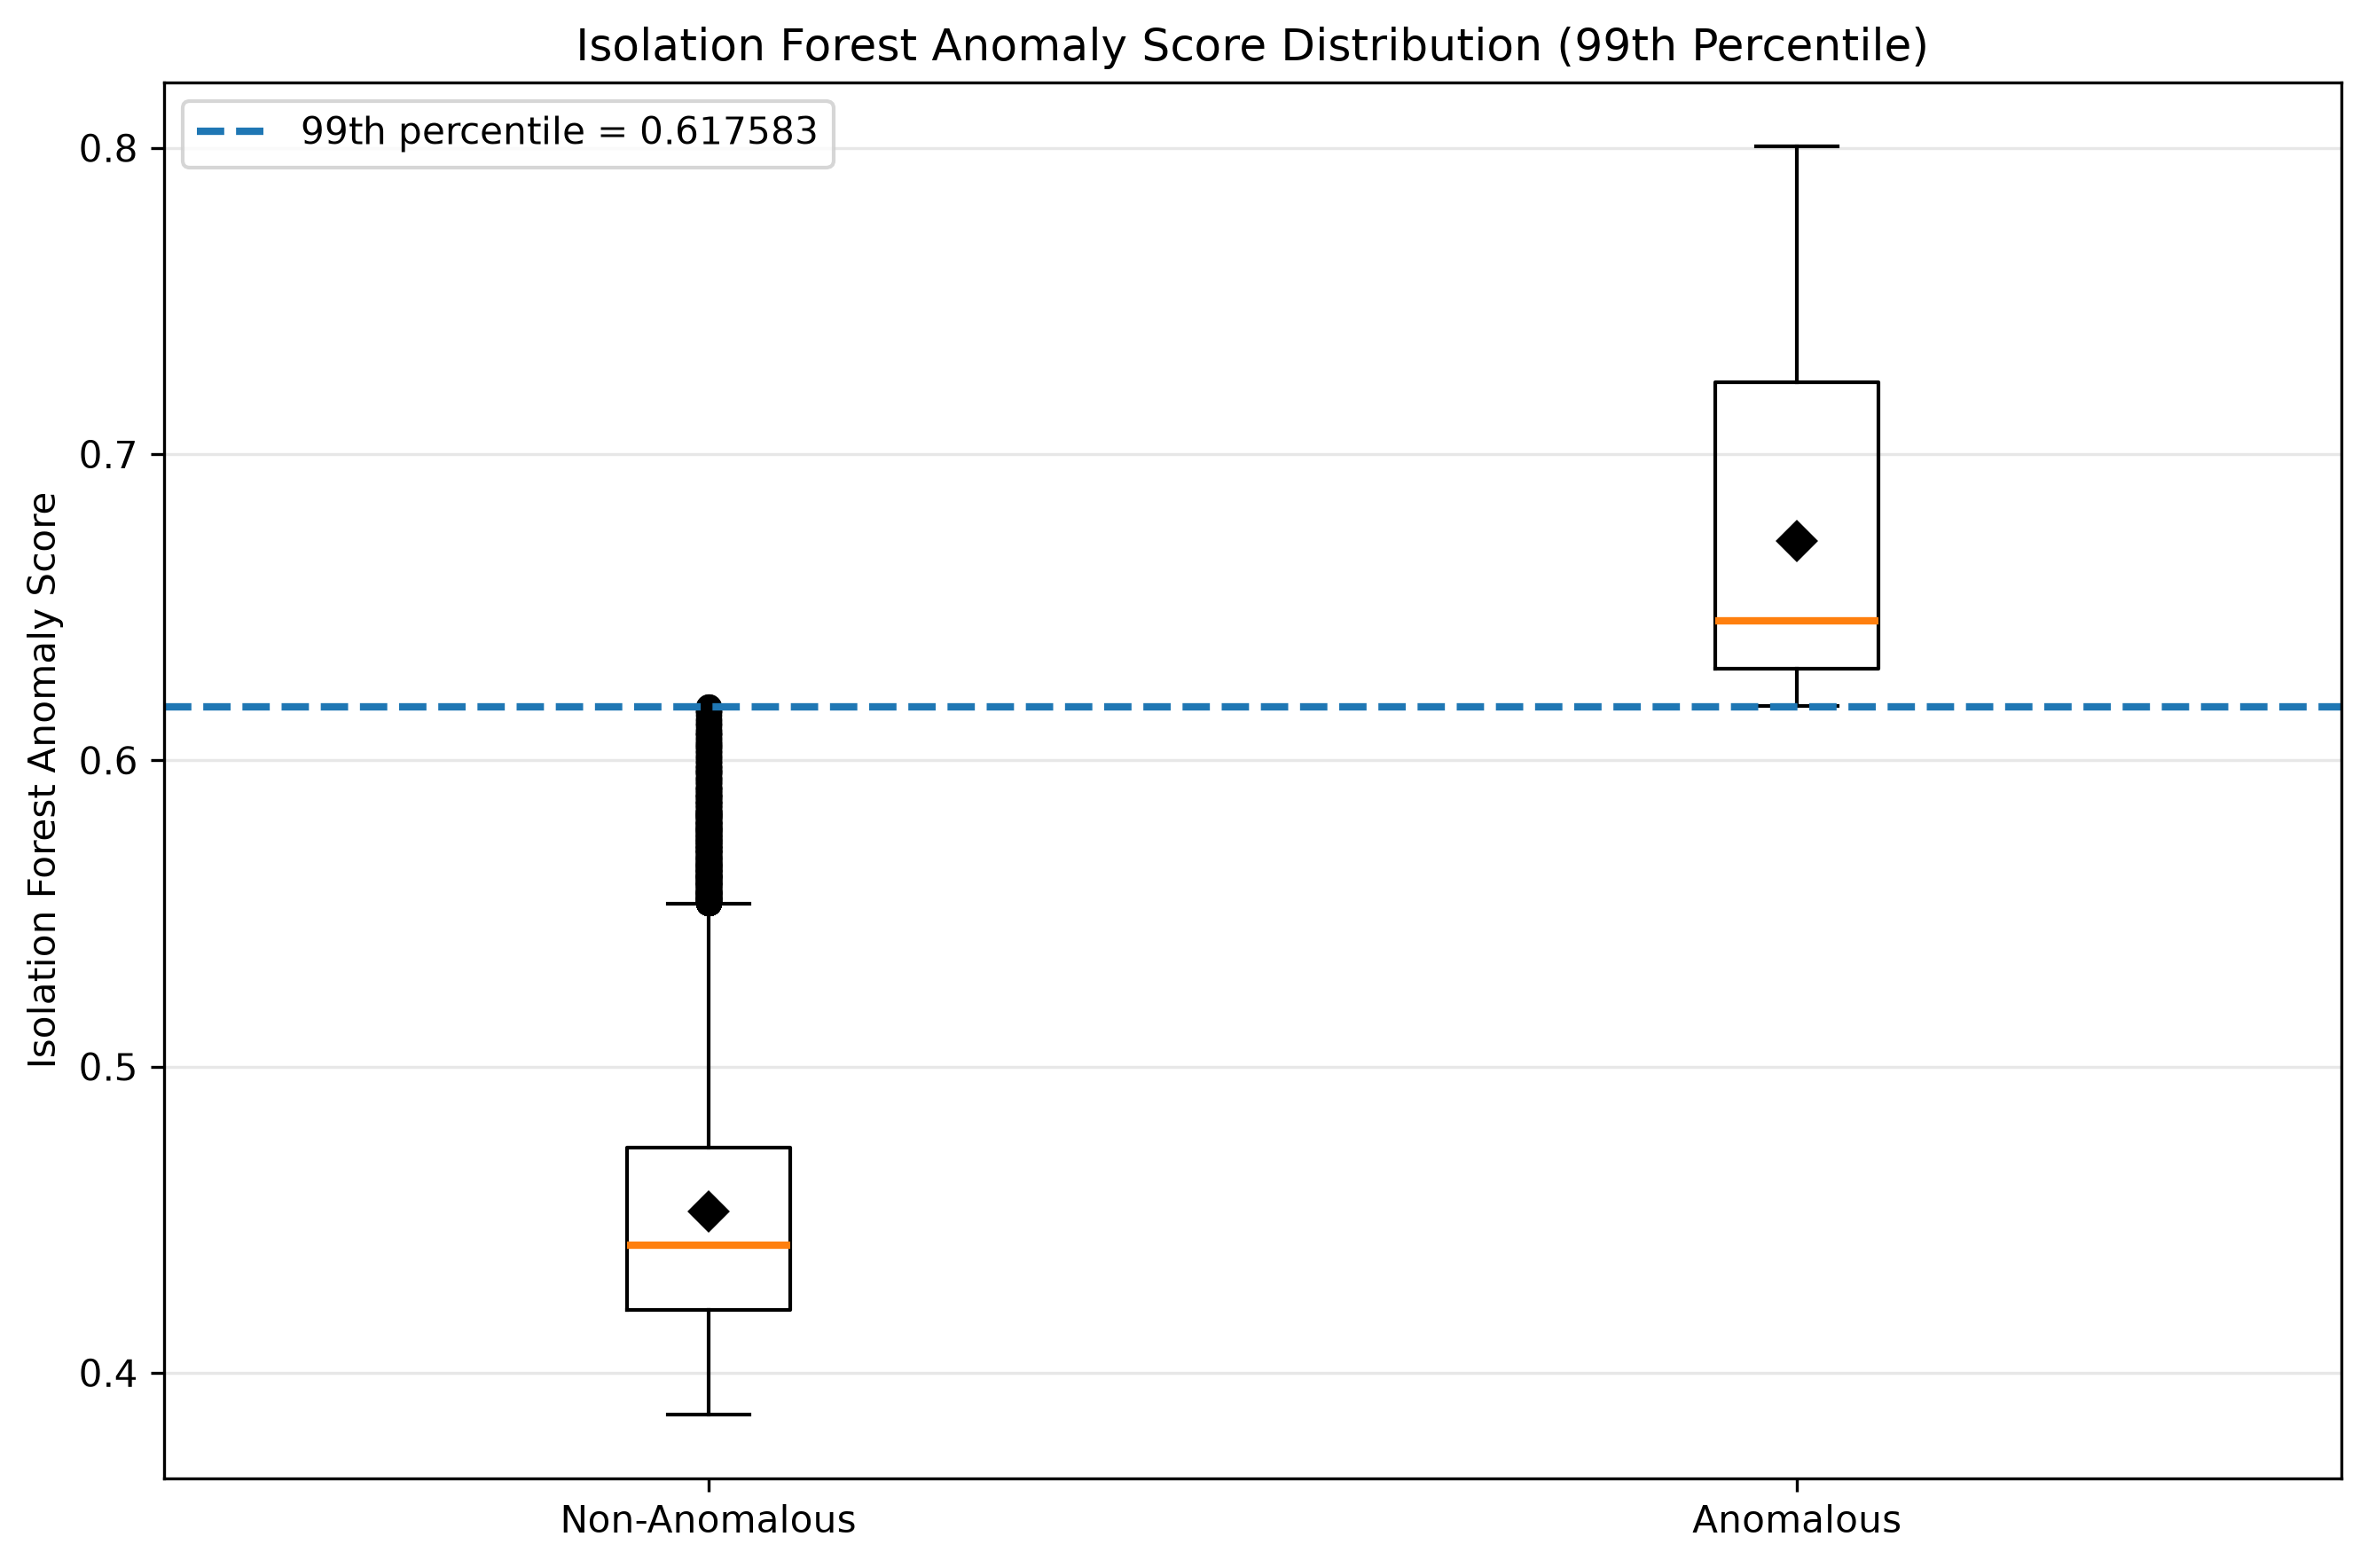 Isolation Forest Anomaly Score Distribution (99th Percentile)
99th percentile = 0.617583
Isolation Forest Anomaly Score
0.8
0.7
0.6
0.5
0.4
Non-Anomalous
Anomalous